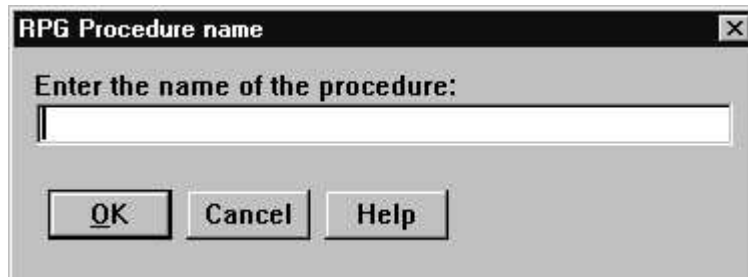 RPG Procedure name
Enter the name of the procedure:
OK Cancel Help